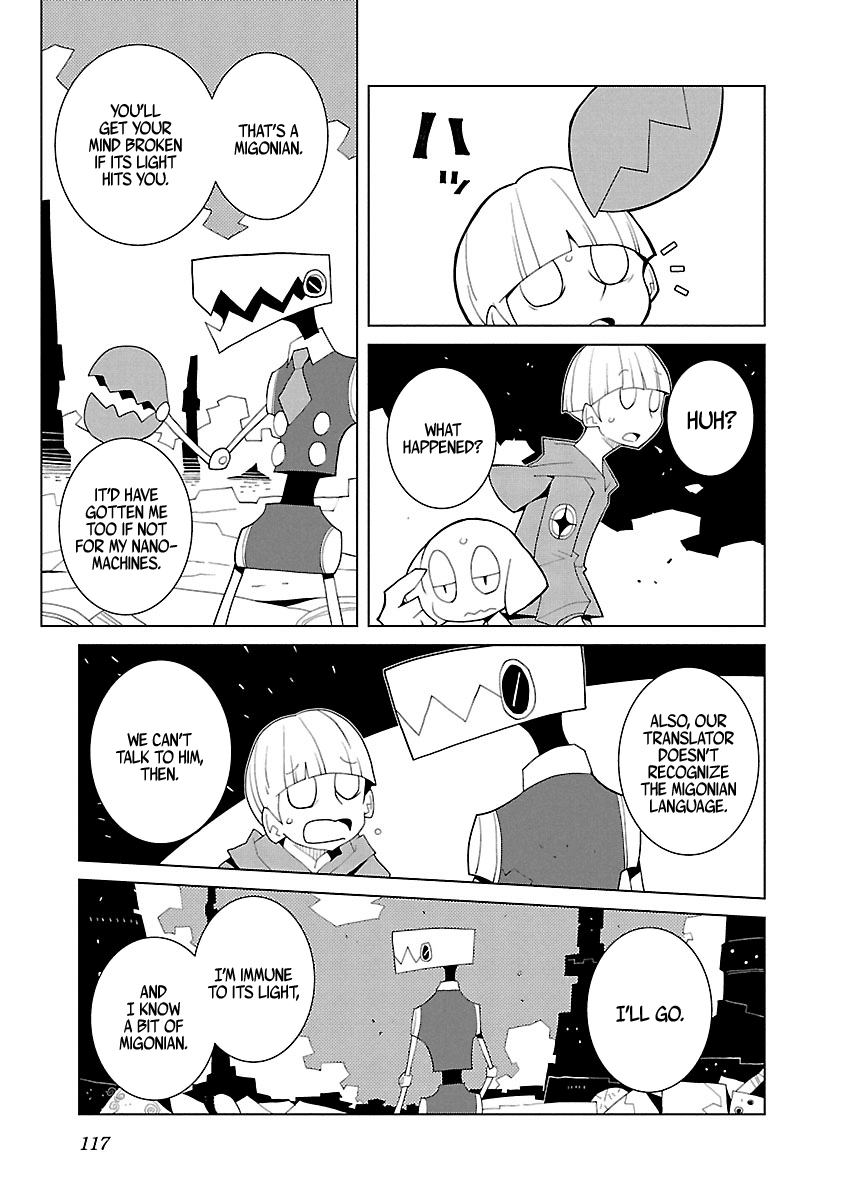 ハッ
HUH?
WHAT
HAPPENED?
THAT'S A
MIGONIAN.
YOU'LL
GET YOUR
MIND BROKEN
IF ITS LIGHT
HITS YOU.
IT'D HAVE
GOTTEN ME
TOO IF NOT
FOR MY NANO-
MACHINES.
ALSO, OUR
TRANSLATOR
DOESN'T
RECOGNIZE
THE MIGONIAN
LANGUAGE.
WE CAN'T
TALK TO HIM,
THEN.
I'LL GO.
I'M IMMUNE
TO ITS LIGHT,
AND
I KNOW
A BIT OF
MIGONIAN.
117